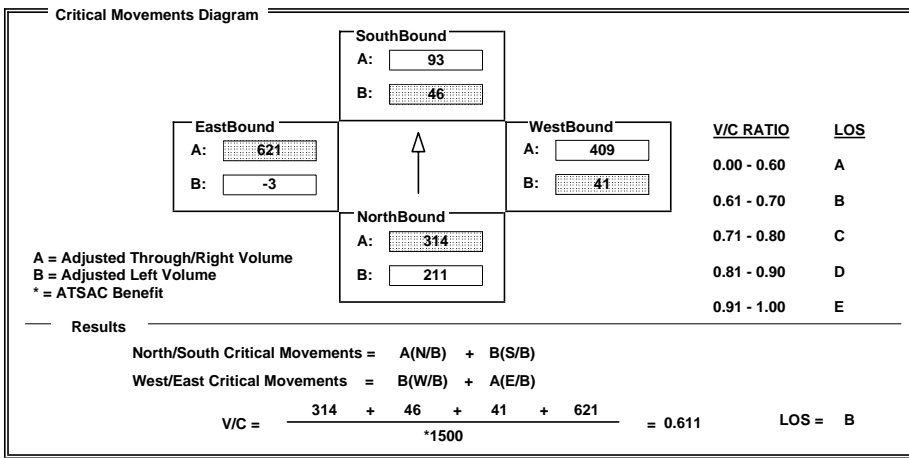 Critical Movements Diagram
SouthBound
A: 93
B: 46
EastBound
A: 621
B: -3
WestBound
A: 409
B: 41
NorthBound
A: 314
B: 211
V/C RATIO LOS
0.00 - 0.60 A
0.61 - 0.70 B
0.71 - 0.80 C
0.81 - 0.90 D
0.91 - 1.00 E
A = Adjusted Through/Right Volume
B = Adjusted Left Volume
* = ATSAC Benefit
Results
North/South Critical Movements = A(N/B) + B(S/B)
West/East Critical Movements = B(W/B) + A(E/B)
314 + 46 + 41 + 621
V/C = = 0.611 LOS = B
*1500